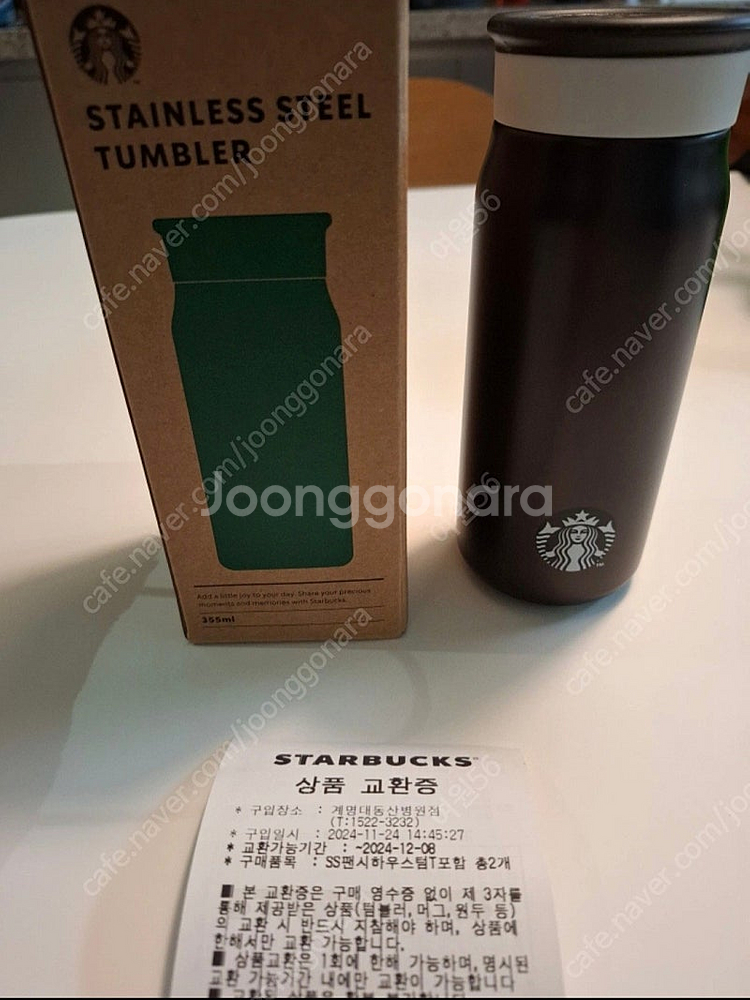 STAINLESS STEEL
TUMBLER
Add a little joy to your day. Share your precious
moments and memories with Starbucks.
355ml
Joonggonara
cafe.naver.com/joonggonara
여원56
STARBUCKS
상품 교환증
* 구입장소 : 계명대동산병원점
(T:1522-3232)
* 구입일시 : 2024-11-24 14:45:27
* 교환가능기간 : ~2024-12-08
* 구매품목 : SS팬시하우스텀T포함 총2개
■ 본 교환증은 구매 영수증 없이 제 3자를
통해 제공받은 상품(텀블러,머그,원두 등)
의 교환 시 반드시 지참해야 하며, 상품에
한해서만 교환 가능합니다.
■ 상품교환은 1회에 한해 가능하며,명시된
교환 가능기간 내에만 교환이 가능합니다